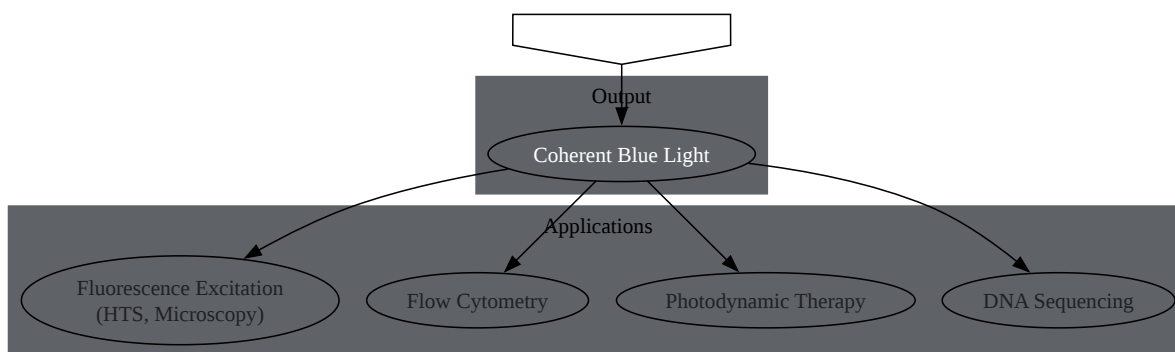 Output
Coherent Blue Light
Applications
Fluorescence Excitation
(HTS, Microscopy)
Flow Cytometry
Photodynamic Therapy
DNA Sequencing